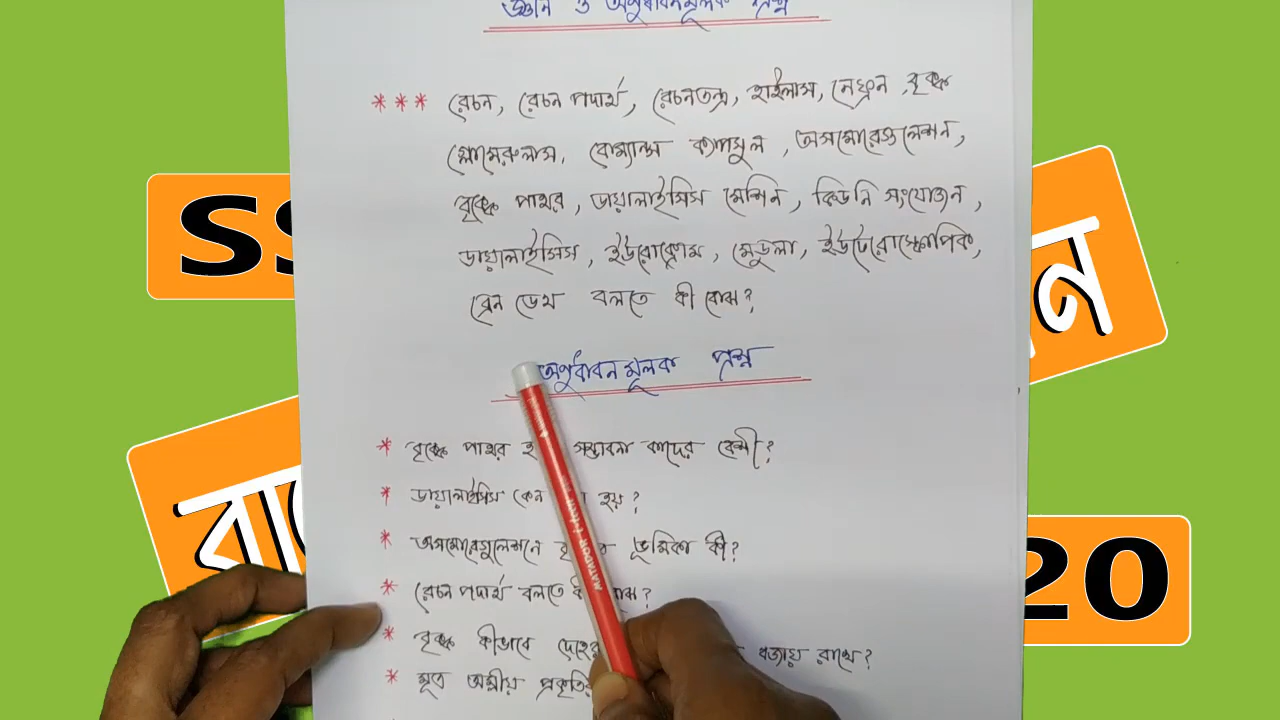 জ্ঞান ও অনুধাবনমূলক প্রশ্ন
*** রেচন, রেচন পদার্থ, রেচনতন্ত্র, হাইলাস, নেফ্রন, বৃক্ক
গ্লোমেরুলাস, বোম্যান্স ক্যাপসুল, অসমোরেগুলেশন,
বৃক্কে পাথর, ডায়ালাইসিস মেশিন, কিডনি সংযোজন,
ডায়ালাইসিস, ইউরোক্রোম, মেডুলা, ইউটেরোস্কোপিক,
ব্রেন ডেথ বলতে কী বোঝ?
অনুধাবনমূলক প্রশ্ন
* বৃক্কে পাথর সম্ভাবনা কাদের বেশী?
* ডায়ালাইসিস কেন হয়?
* অসমোরেগুলেশনে ভূমিকা কী?
* রেচন পদার্থ বলতে কী বোঝ?
* বৃক্ক কীভাবে দেহের বজায় রাখে?
* মূত্র অম্লীয় প্রকৃতির
SS
ন
20
MATADOR